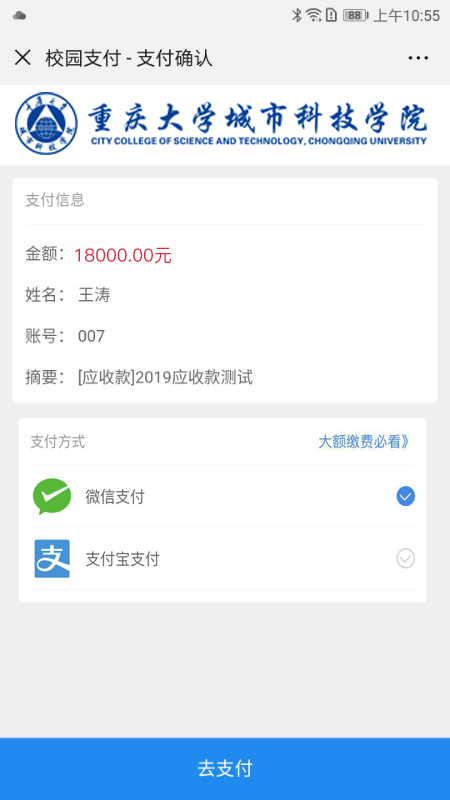 88 上午10:55
校园支付 - 支付确认
重庆大学城市科技学院
CITY COLLEGE OF SCIENCE AND TECHNOLOGY, CHONGQING UNIVERSITY
支付信息
金额: 18000.00元
姓名: 王涛
账号: 007
摘要: [应收款]2019应收款测试
支付方式 大额缴费必看》
微信支付
支付宝支付
去支付